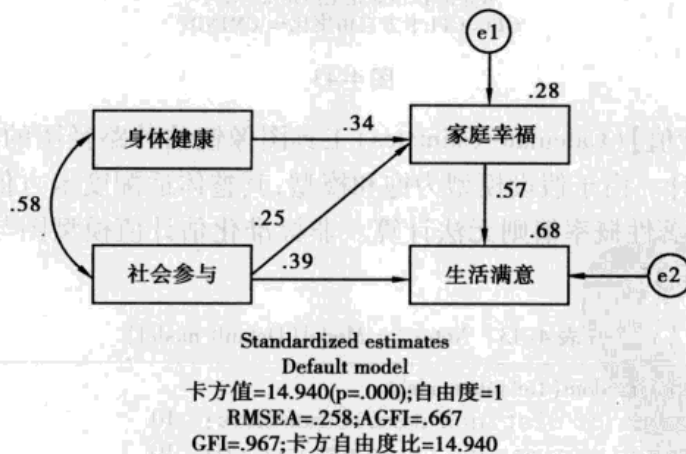 e1
.28
身体健康
.34
家庭幸福
.58
.25
.57
.39
.68
社会参与
生活满意
e2
Standardized estimates
Default model
卡方值=14.940(p=.000);自由度=1
RMSEA=.258;AGFI=.667
GFI=.967;卡方自由度比=14.940